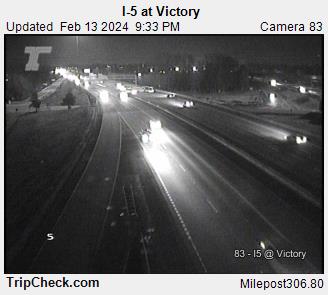 I-5 at Victory
Updated Feb 13 2024 9:33 PM Camera 83
T
S
83 - I5 @ Victory
TripCheck.com Milepost306.80